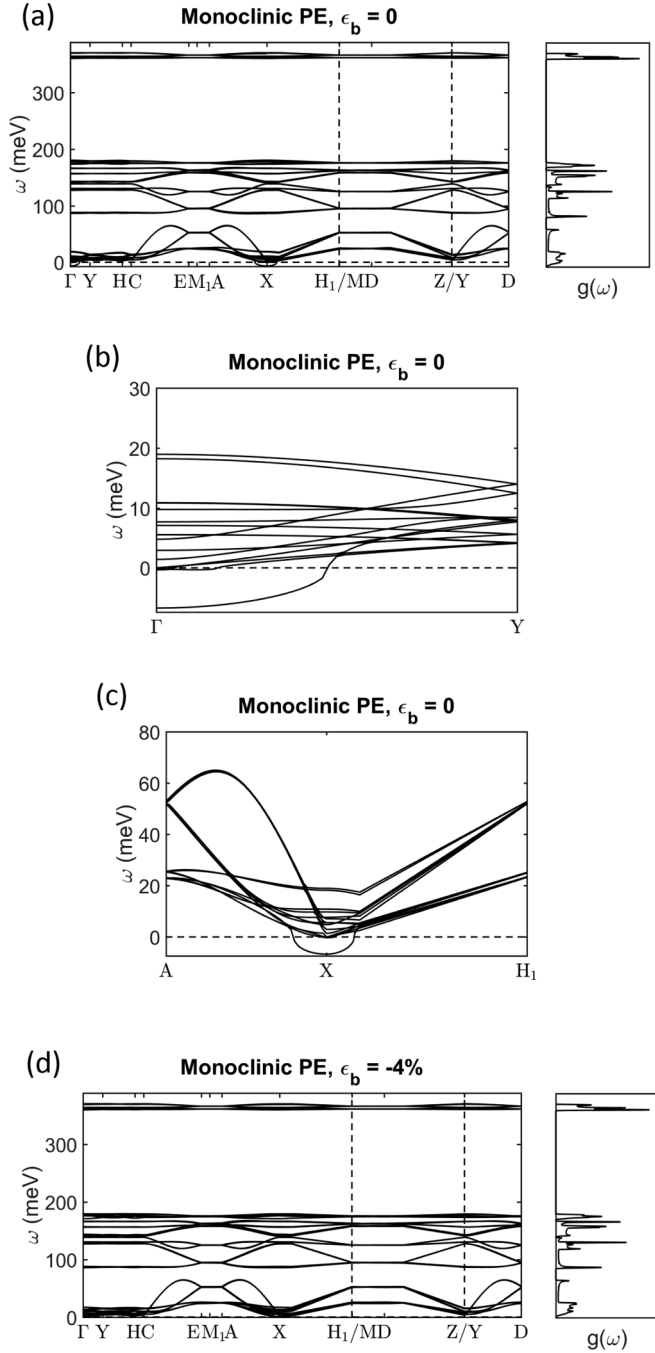 (a)
Monoclinic PE, ϵb = 0
ω (meV)
300
200
100
0
Γ Y HC EM1A X H1/MD Z/Y D
g(ω)
(b)
Monoclinic PE, ϵb = 0
ω (meV)
30
20
10
0
Γ Y
(c)
Monoclinic PE, ϵb = 0
ω (meV)
80
60
40
20
0
A X H1
(d)
Monoclinic PE, ϵb = -4%
ω (meV)
300
200
100
0
Γ Y HC EM1A X H1/MD Z/Y D
g(ω)